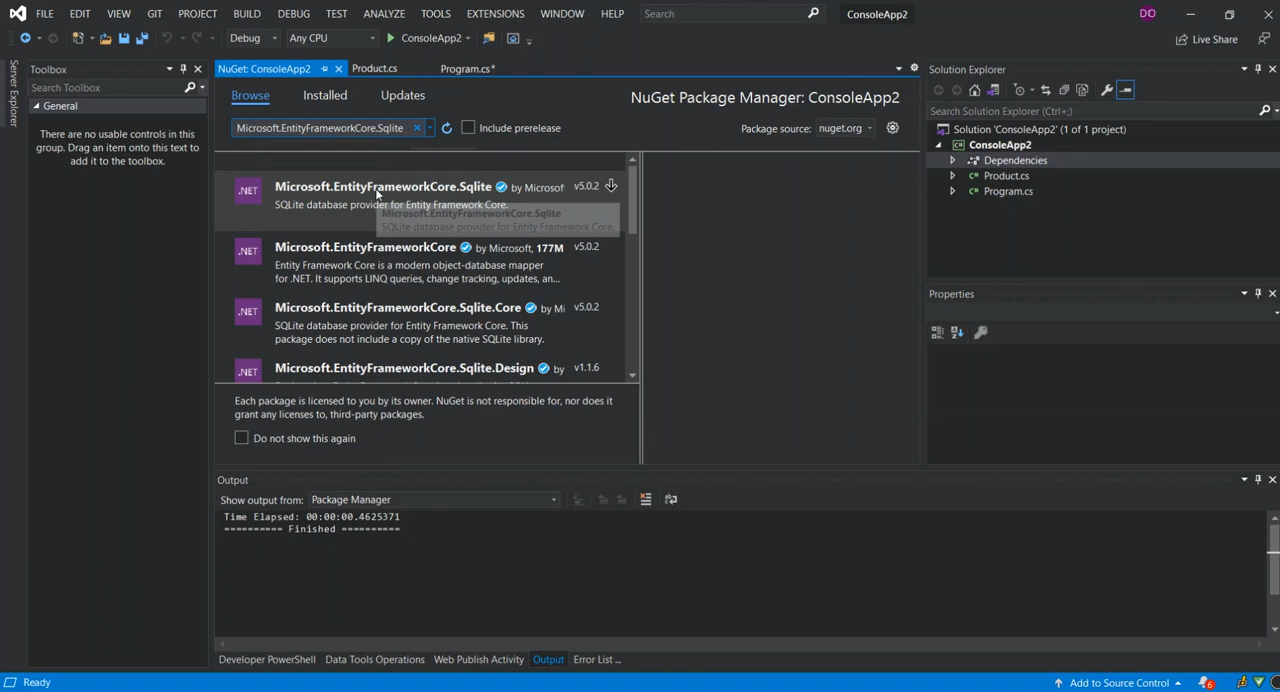 FILE EDIT VIEW GIT PROJECT BUILD DEBUG TEST ANALYZE TOOLS EXTENSIONS WINDOW HELP Search ConsoleApp2 DO
Debug Any CPU ConsoleApp2 Live Share
Server Explorer
Toolbox
Search Toolbox
General
There are no usable controls in this
group. Drag an item onto this text to
add it to the toolbox.
NuGet: ConsoleApp2 Product.cs Program.cs*
Browse Installed Updates NuGet Package Manager: ConsoleApp2
Microsoft.EntityFrameworkCore.Sqlite Include prerelease Package source: nuget.org
.NET Microsoft.EntityFrameworkCore.Sqlite by Microsof v5.0.2
SQLite database provider for Entity Framework Core.
Microsoft.EntityFrameworkCore.Sqlite
SQLite database provider for Entity Framework Core.
.NET Microsoft.EntityFrameworkCore by Microsoft, 177M v5.0.2
Entity Framework Core is a modern object-database mapper
for .NET. It supports LINQ queries, change tracking, updates, an...
.NET Microsoft.EntityFrameworkCore.Sqlite.Core by Mi v5.0.2
SQLite database provider for Entity Framework Core. This
package does not include a copy of the native SQLite library.
.NET Microsoft.EntityFrameworkCore.Sqlite.Design by v1.1.6
Each package is licensed to you by its owner. NuGet is not responsible for, nor does it
grant any licenses to, third-party packages.
Do not show this again
Solution Explorer
Search Solution Explorer (Ctrl+;)
Solution 'ConsoleApp2' (1 of 1 project)
ConsoleApp2
Dependencies
Product.cs
Program.cs
Properties
Output
Show output from: Package Manager
Time Elapsed: 00:00:00.4625371
========== Finished ==========
Developer PowerShell Data Tools Operations Web Publish Activity Output Error List ...
Ready Add to Source Control 6